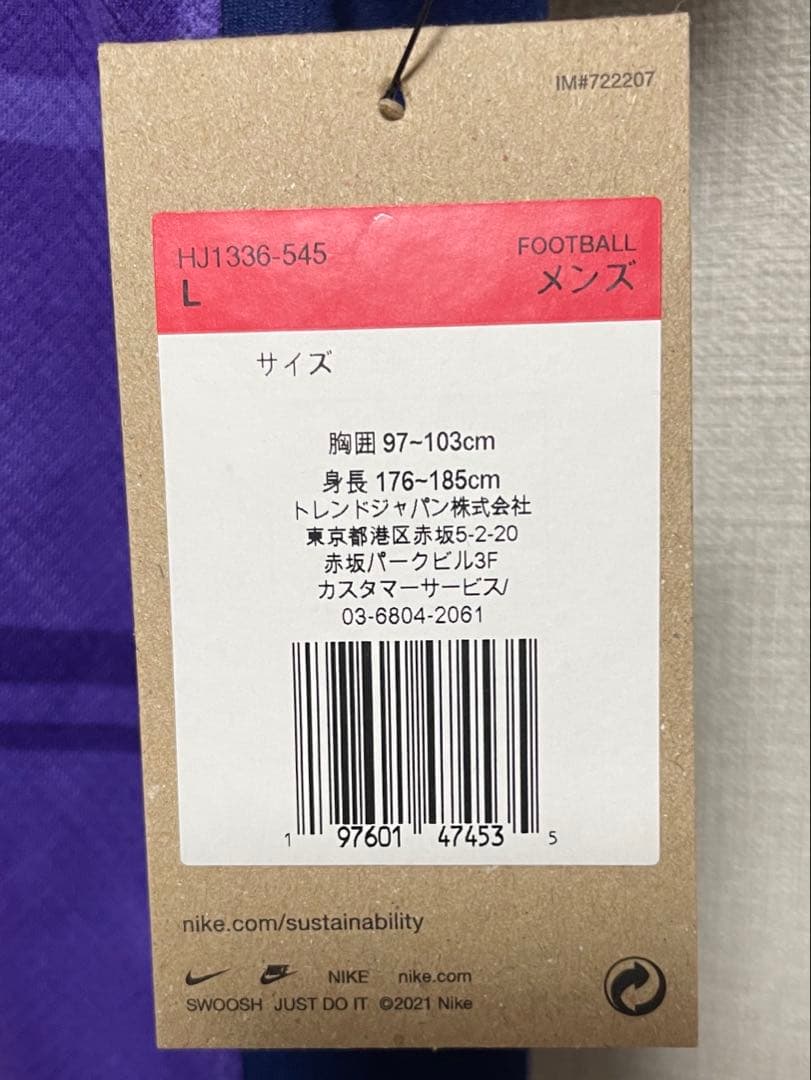 IM#722207
HJ1336-545
FOOTBALL
L
メンズ
サイズ
胸囲 97~103cm
身長 176~185cm
トレンドジャパン株式会社
東京都港区赤坂5-2-20
赤坂パークビル3F
カスタマーサービス/
03-6804-2061
1 97601 47453 5
nike.com/sustainability
NIKE nike.com
SWOOSH JUST DO IT ©2021 Nike